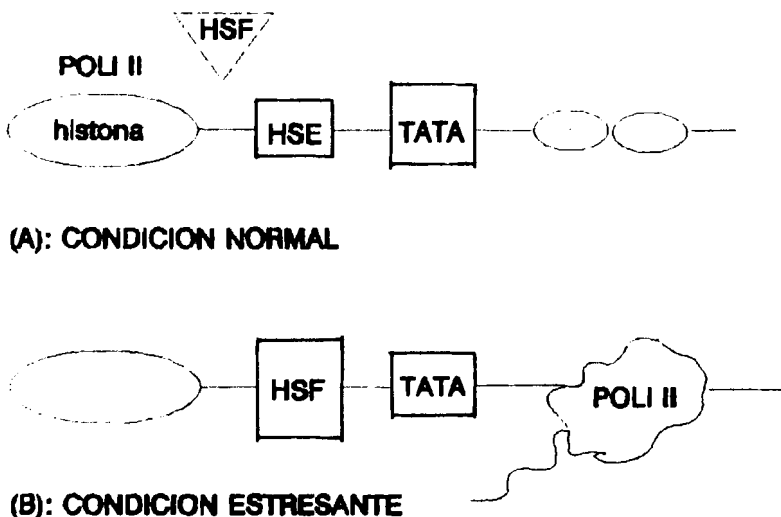 HSF
POLI II
histona
HSE
TATA
(A): CONDICION NORMAL
HSF
TATA
POLI II
(B): CONDICION ESTRESANTE